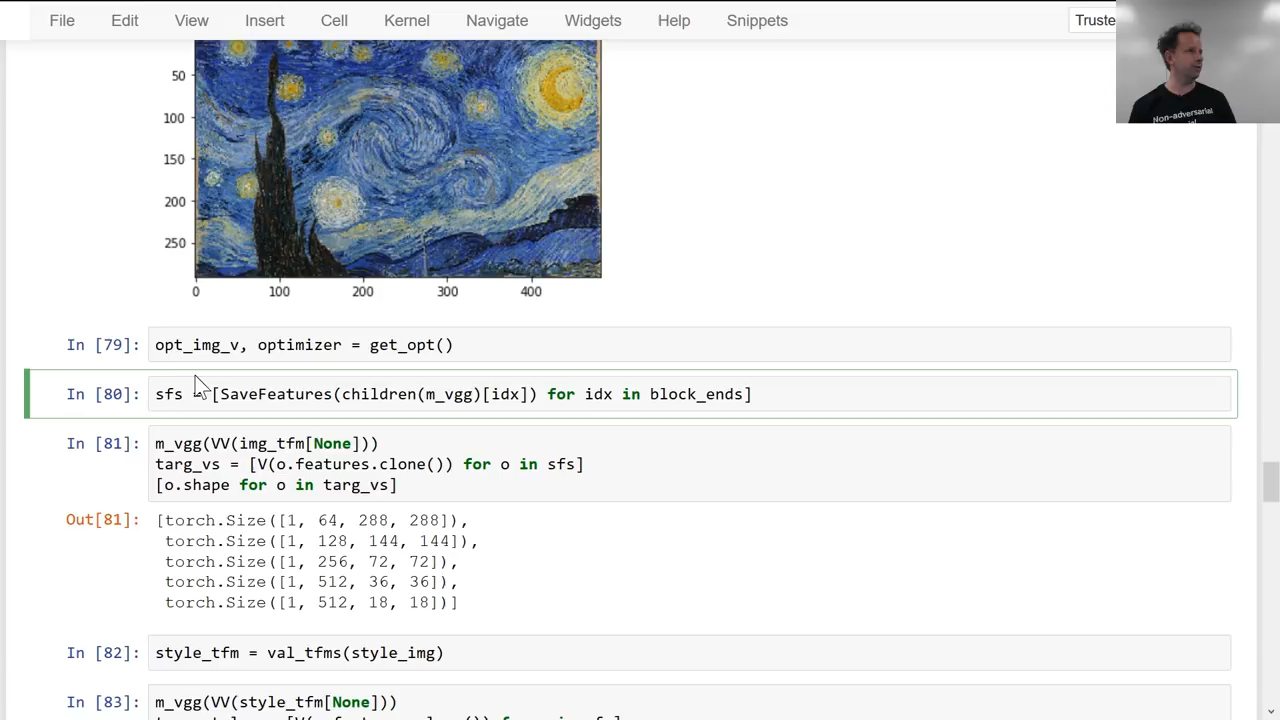 File Edit View Insert Cell Kernel Navigate Widgets Help Snippets Truste
Non-adversarial
50
100
150
200
250
0 100 200 300 400
In [79]: opt_img_v, optimizer = get_opt()
In [80]: sfs = [SaveFeatures(children(m_vgg)[idx]) for idx in block_ends]
In [81]: m_vgg(VV(img_tfm[None]))
targ_vs = [V(o.features.clone()) for o in sfs]
[o.shape for o in targ_vs]
Out[81]: [torch.Size([1, 64, 288, 288]),
torch.Size([1, 128, 144, 144]),
torch.Size([1, 256, 72, 72]),
torch.Size([1, 512, 36, 36]),
torch.Size([1, 512, 18, 18])]
In [82]: style_tfm = val_tfms(style_img)
In [83]: m_vgg(VV(style_tfm[None]))